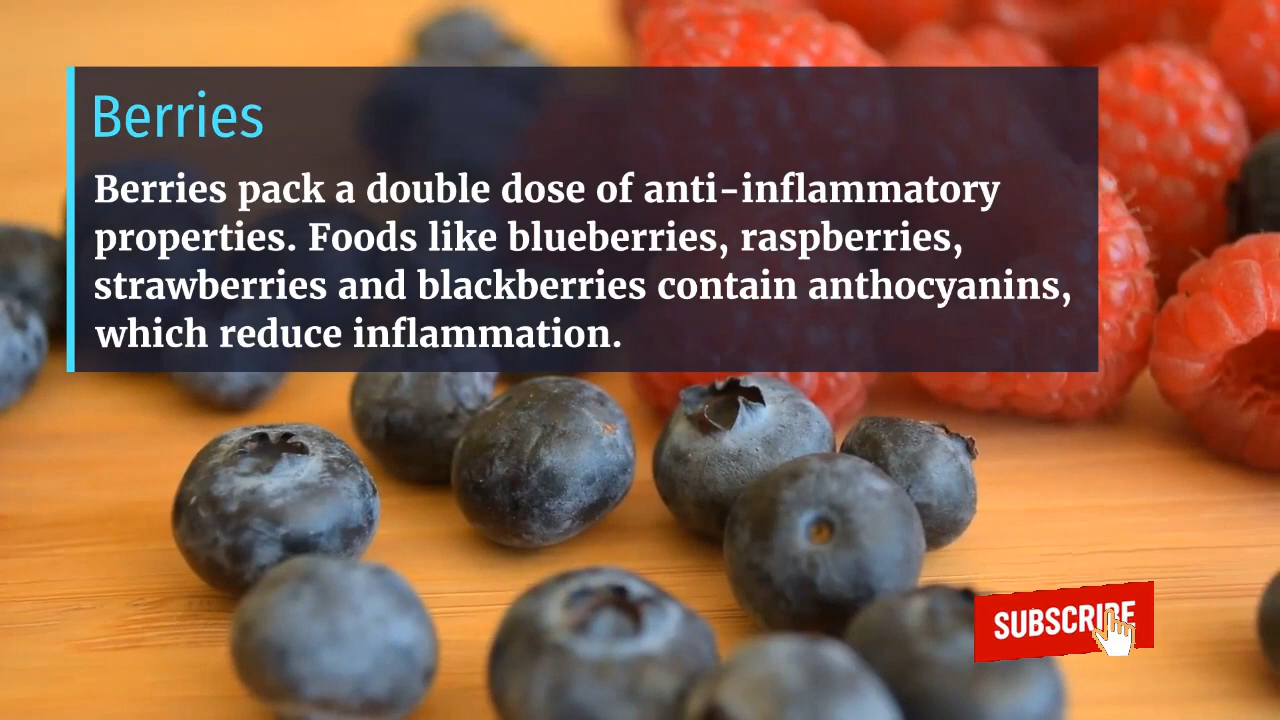 Berries
Berries pack a double dose of anti-inflammatory
properties. Foods like blueberries, raspberries,
strawberries and blackberries contain anthocyanins,
which reduce inflammation.
SUBSCRIBE